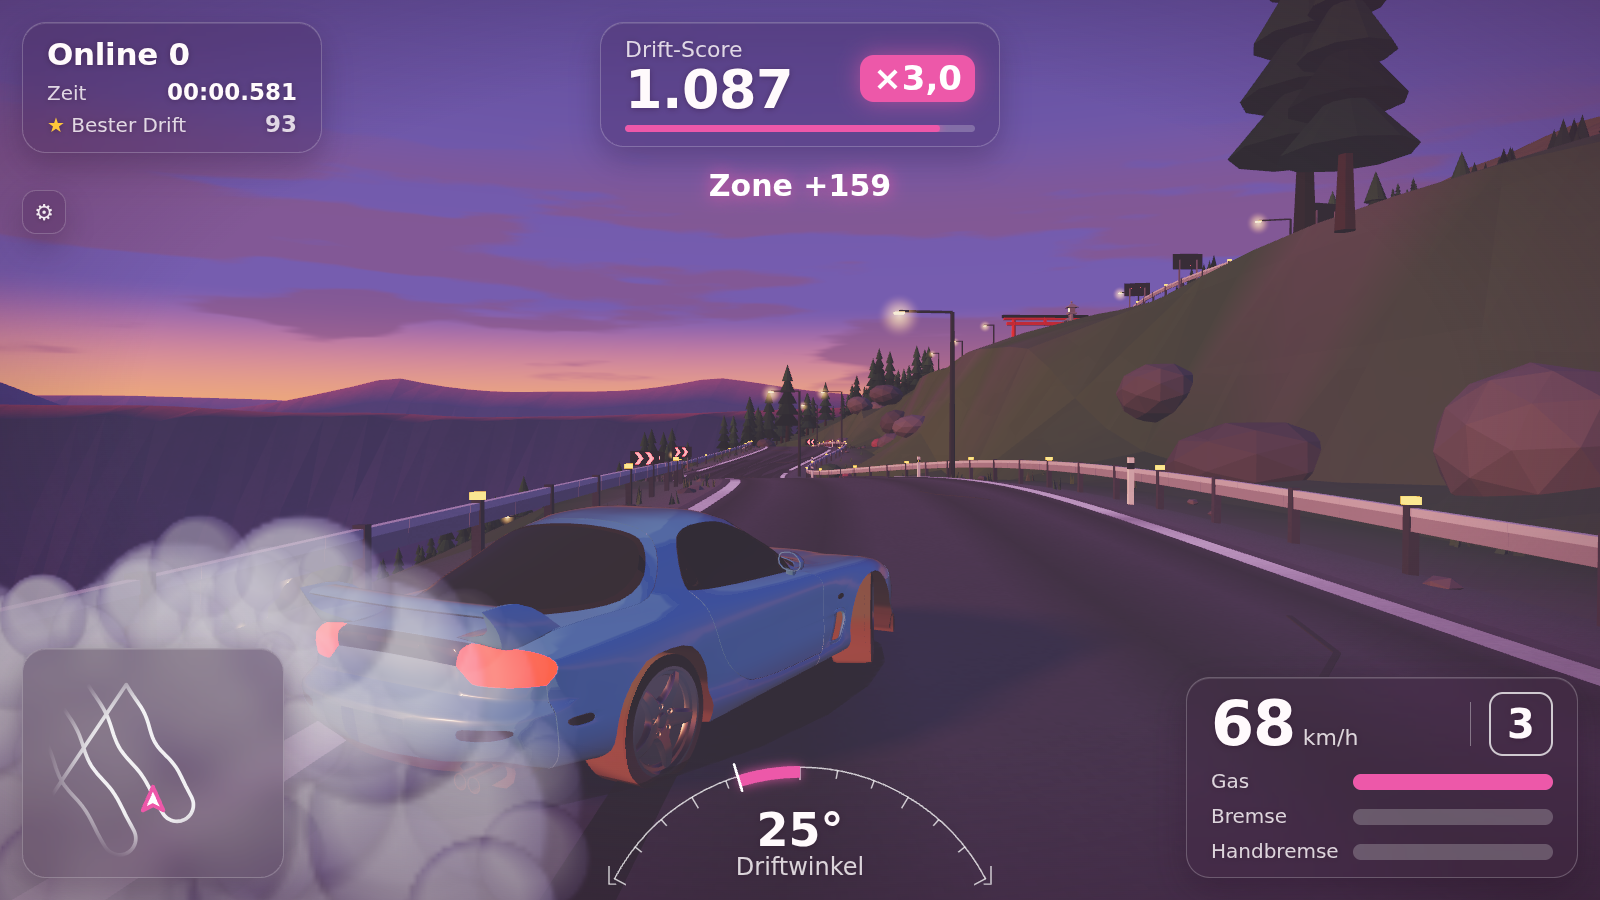 Online 0
Zeit 00:00.581
★ Bester Drift 93
Drift-Score
1.087
×3,0
Zone +159
25°
Driftwinkel
68 km/h 3
Gas
Bremse
Handbremse